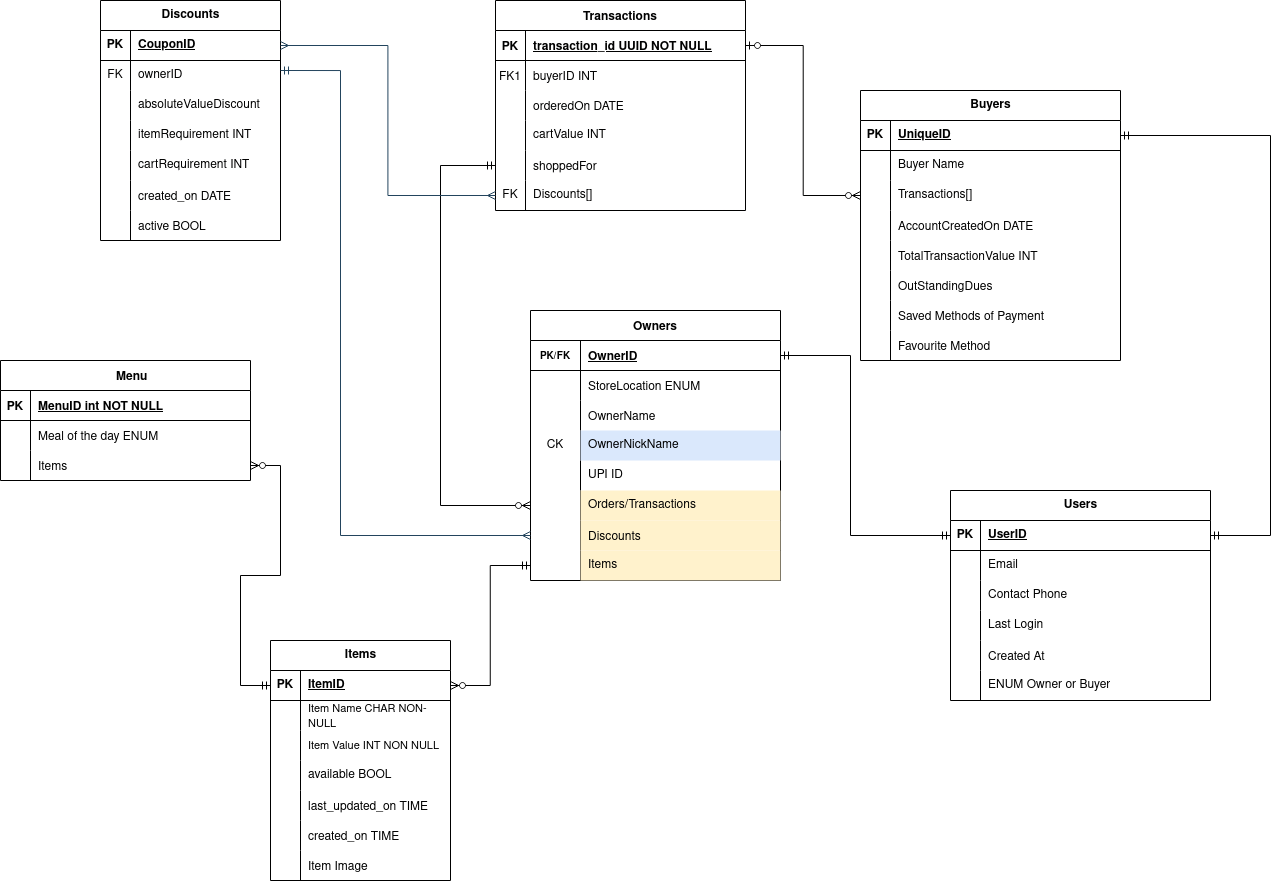 Discounts
PK CouponID
FK ownerID
absoluteValueDiscount
itemRequirement INT
cartRequirement INT
created_on DATE
active BOOL
Transactions
PK transaction_id UUID NOT NULL
FK1 buyerID INT
orderedOn DATE
cartValue INT
shoppedFor
FK Discounts[]
Buyers
PK UniqueID
Buyer Name
Transactions[]
AccountCreatedOn DATE
TotalTransactionValue INT
OutStandingDues
Saved Methods of Payment
Favourite Method
Owners
PK/FK OwnerID
StoreLocation ENUM
OwnerName
CK OwnerNickName
UPI ID
Orders/Transactions
Discounts
Items
Menu
PK MenuID int NOT NULL
Meal of the day ENUM
Items
Users
PK UserID
Email
Contact Phone
Last Login
Created At
ENUM Owner or Buyer
Items
PK ItemID
Item Name CHAR NON-
NULL
Item Value INT NON NULL
available BOOL
last_updated_on TIME
created_on TIME
Item Image